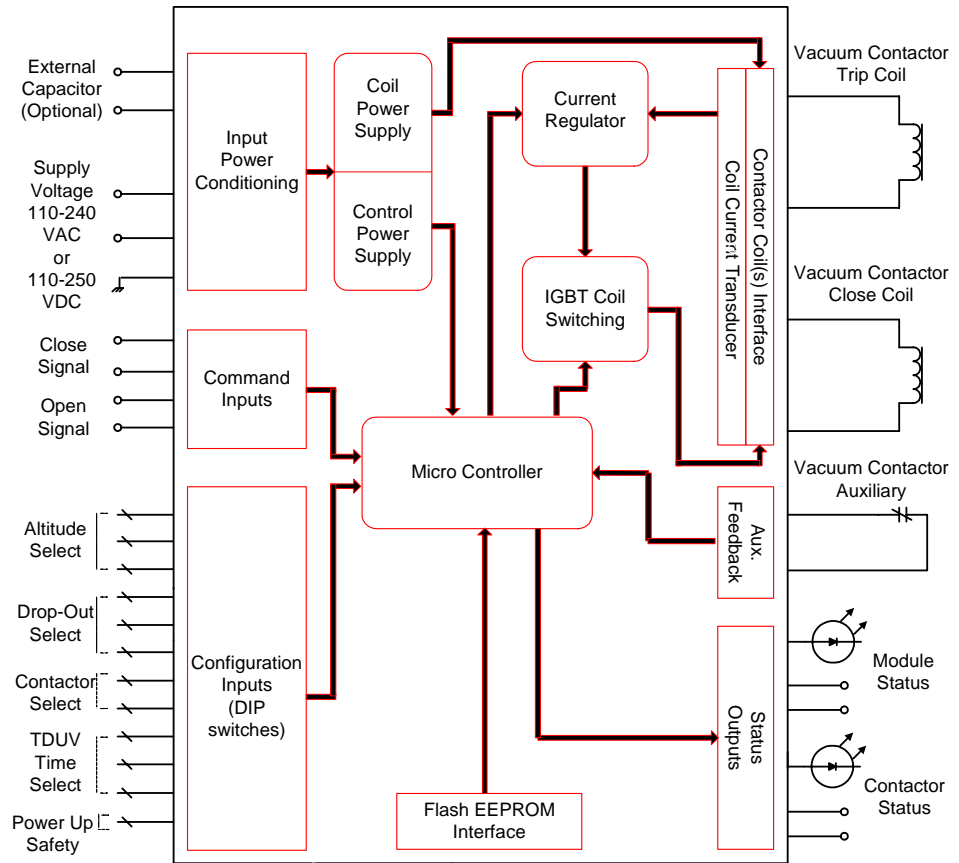 External
Capacitor
(Optional)
Supply
Voltage
110-240
VAC
or
110-250
VDC
Close
Signal
Open
Signal
Altitude
Select
Drop-Out
Select
Contactor
Select
TDUV
Time
Select
Power Up
Safety
Input
Power
Conditioning
Coil
Power
Supply
Control
Power
Supply
Command
Inputs
Configuration
Inputs
(DIP
switches)
Current
Regulator
IGBT Coil
Switching
Micro Controller
Flash EEPROM
Interface
Contactor Coil(s) Interface
Coil Current Transducer
Aux.
Feedback
Status
Outputs
Vacuum Contactor
Trip Coil
Vacuum Contactor
Close Coil
Vacuum Contactor
Auxiliary
Module
Status
Contactor
Status